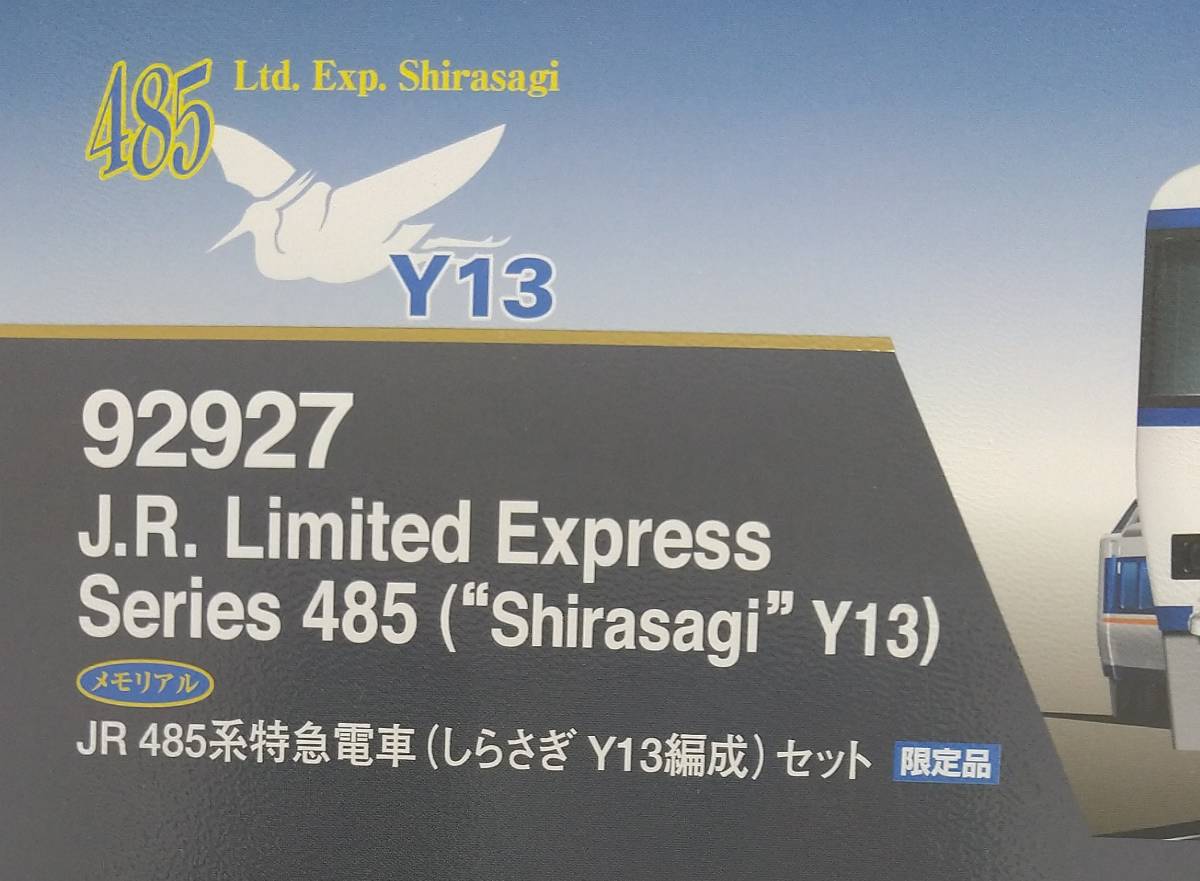 485 Ltd. Exp. Shirasagi
Y13
92927
J.R. Limited Express
Series 485 (“Shirasagi” Y13)
メモリアル
JR 485系特急電車(しらさぎ Y13編成)セット 限定品